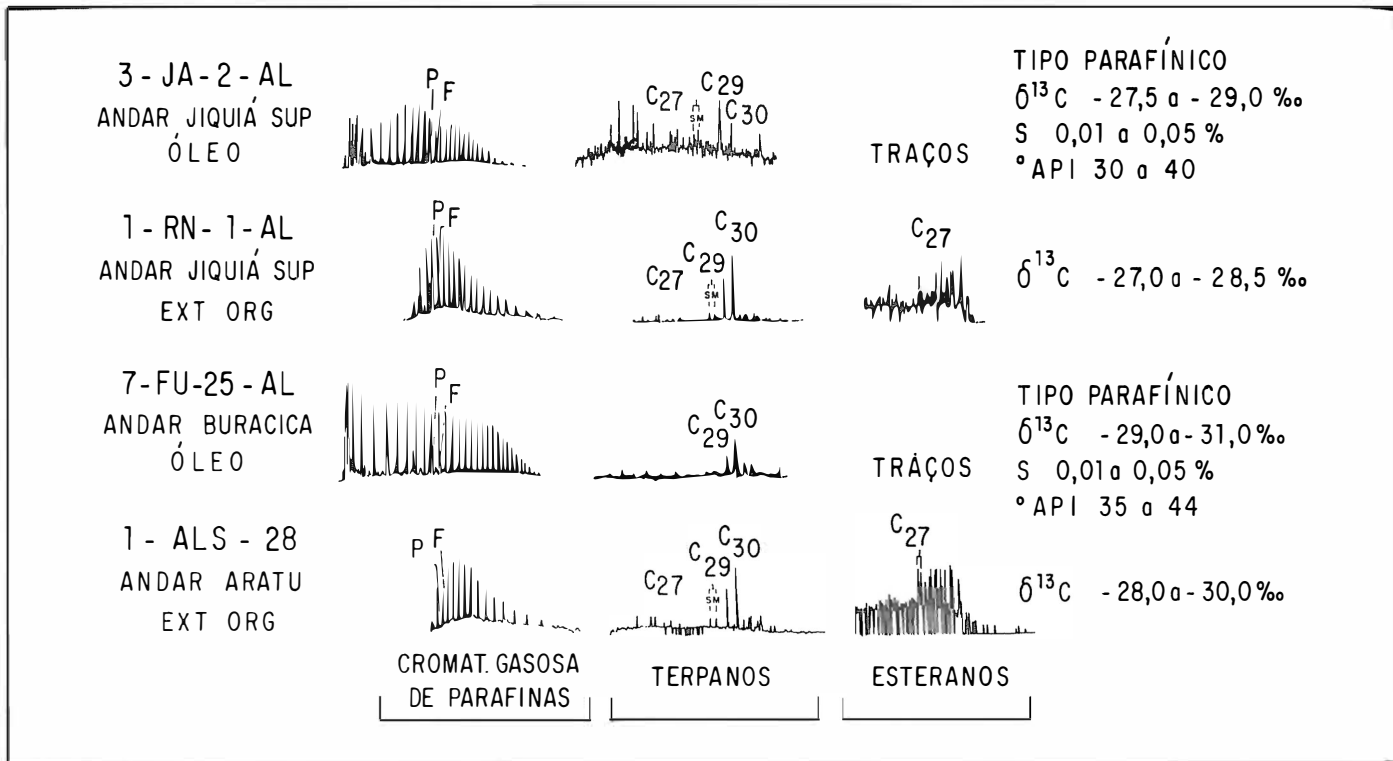 3 - JA - 2 - AL
ANDAR JIQUIÁ SUP
ÓLEO
P F
C27 S M C29 C30
TRAÇOS
TIPO PARAFÍNICO
δ13C - 27,5 a - 29,0 ‰
S 0,01 a 0,05 %
°API 30 a 40
1 - RN - 1 - AL
ANDAR JIQUIÁ SUP
EXT ORG
P F
C27 S M C29 C30
C27
δ13C - 27,0 a - 28,5 ‰
7 - FU - 25 - AL
ANDAR BURACICA
ÓLEO
P F
C29 C30
TRÁÇOS
TIPO PARAFÍNICO
δ13C - 29,0 a - 31,0 ‰
S 0,01 a 0,05 %
°API 35 a 44
1 - ALS - 28
ANDAR ARATU
EXT ORG
P F
C27 S M C29 C30
C27
δ13C - 28,0 a - 30,0 ‰
CROMAT. GASOSA
DE PARAFINAS
TERPANOS
ESTERANOS